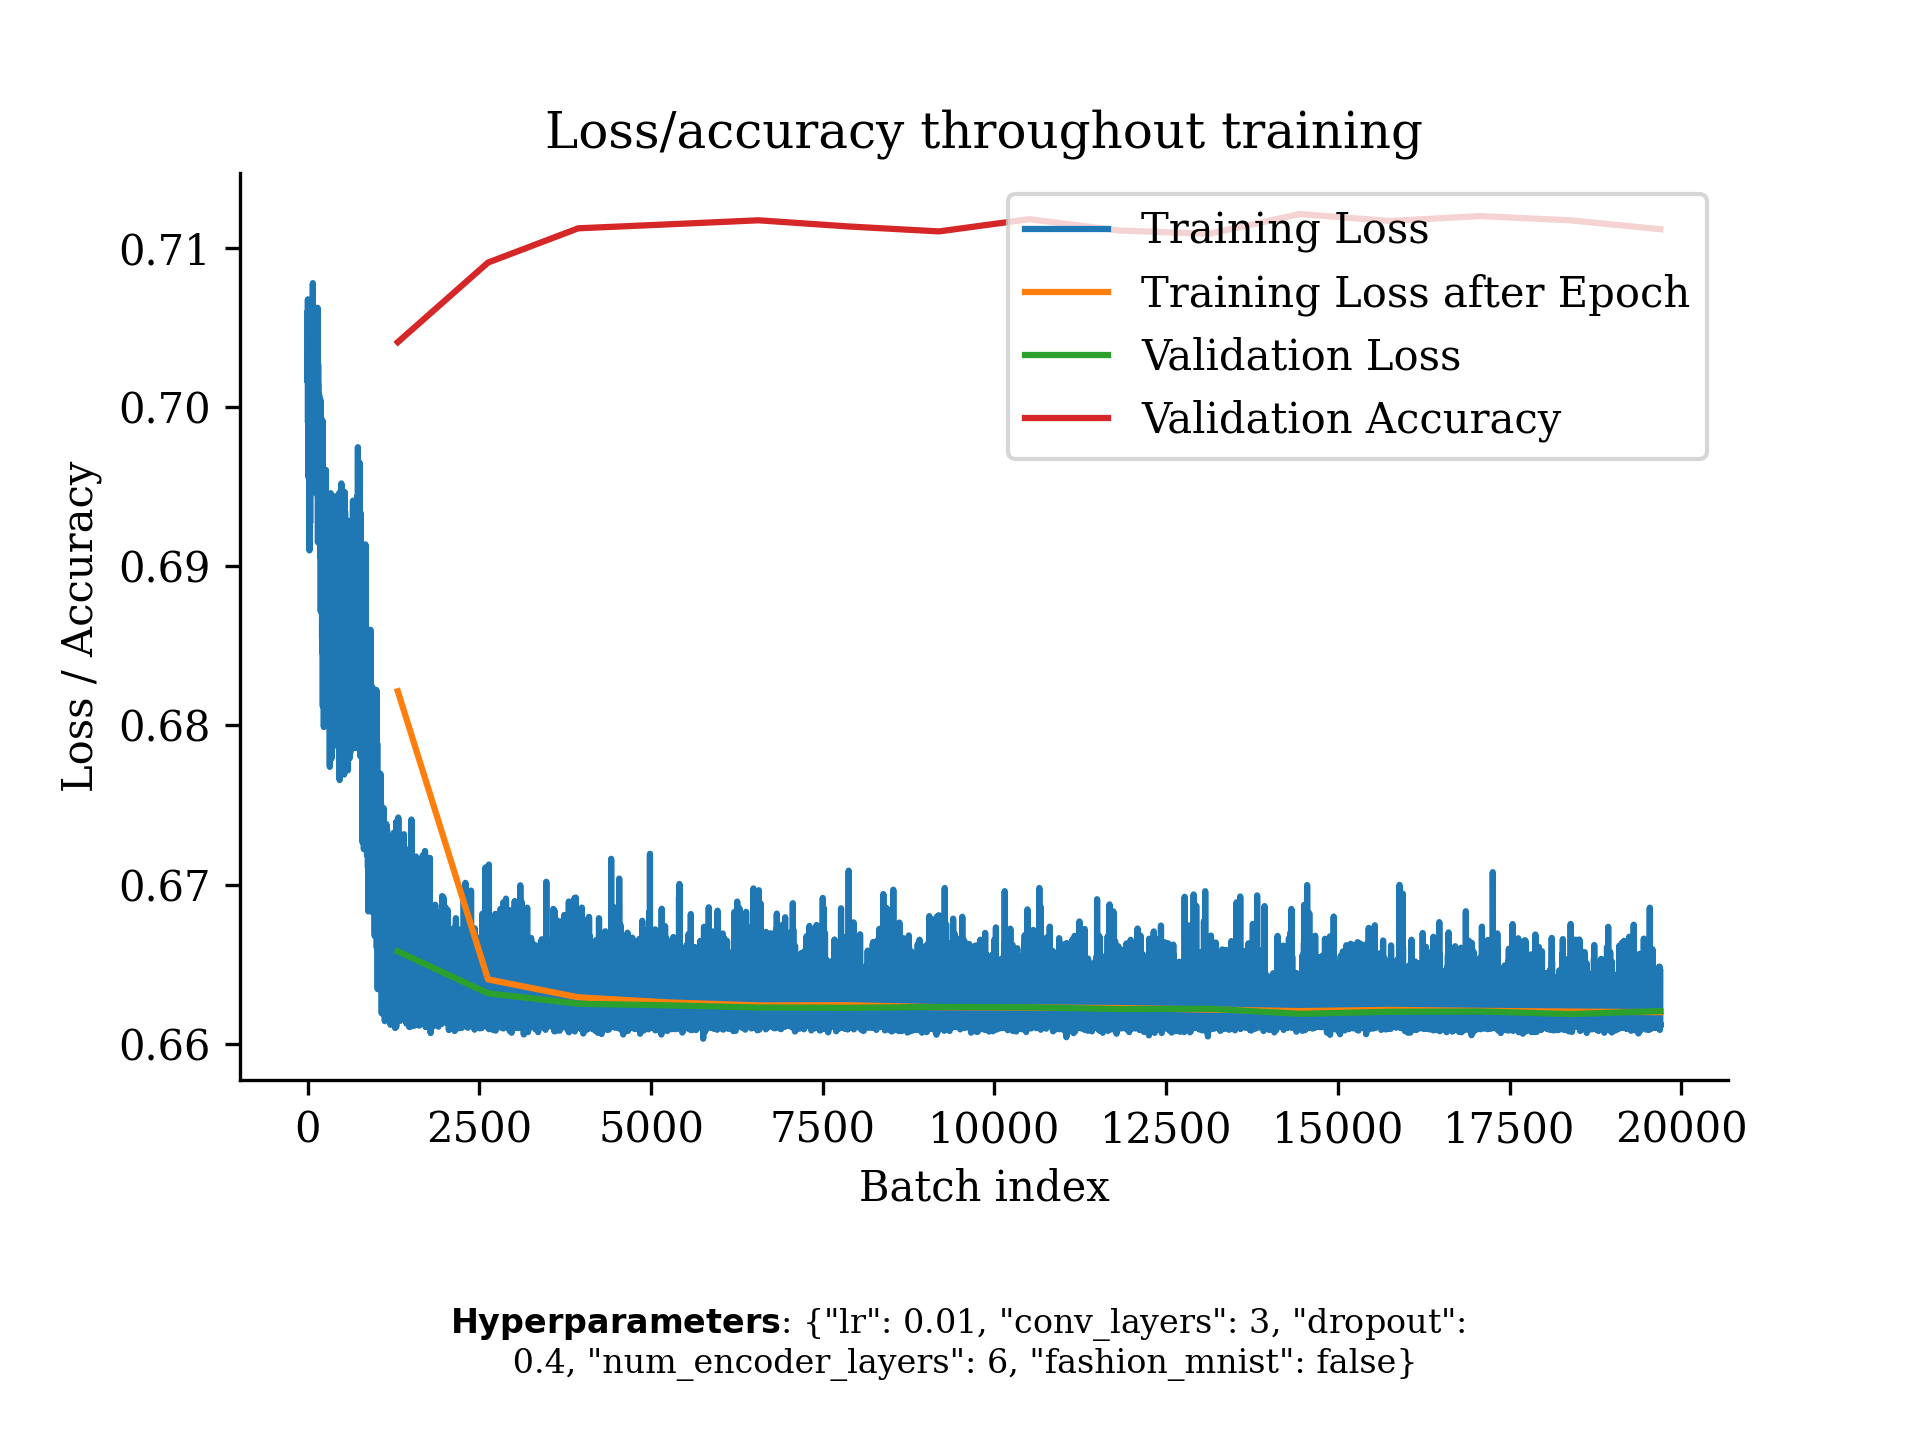 Loss/accuracy throughout training
Loss / Accuracy
0.71
0.70
0.69
0.68
0.67
0.66
Training Loss
Training Loss after Epoch
Validation Loss
Validation Accuracy
0 2500 5000 7500 10000 12500 15000 17500 20000
Batch index
Hyperparameters: {"lr": 0.01, "conv_layers": 3, "dropout":
0.4, "num_encoder_layers": 6, "fashion_mnist": false}